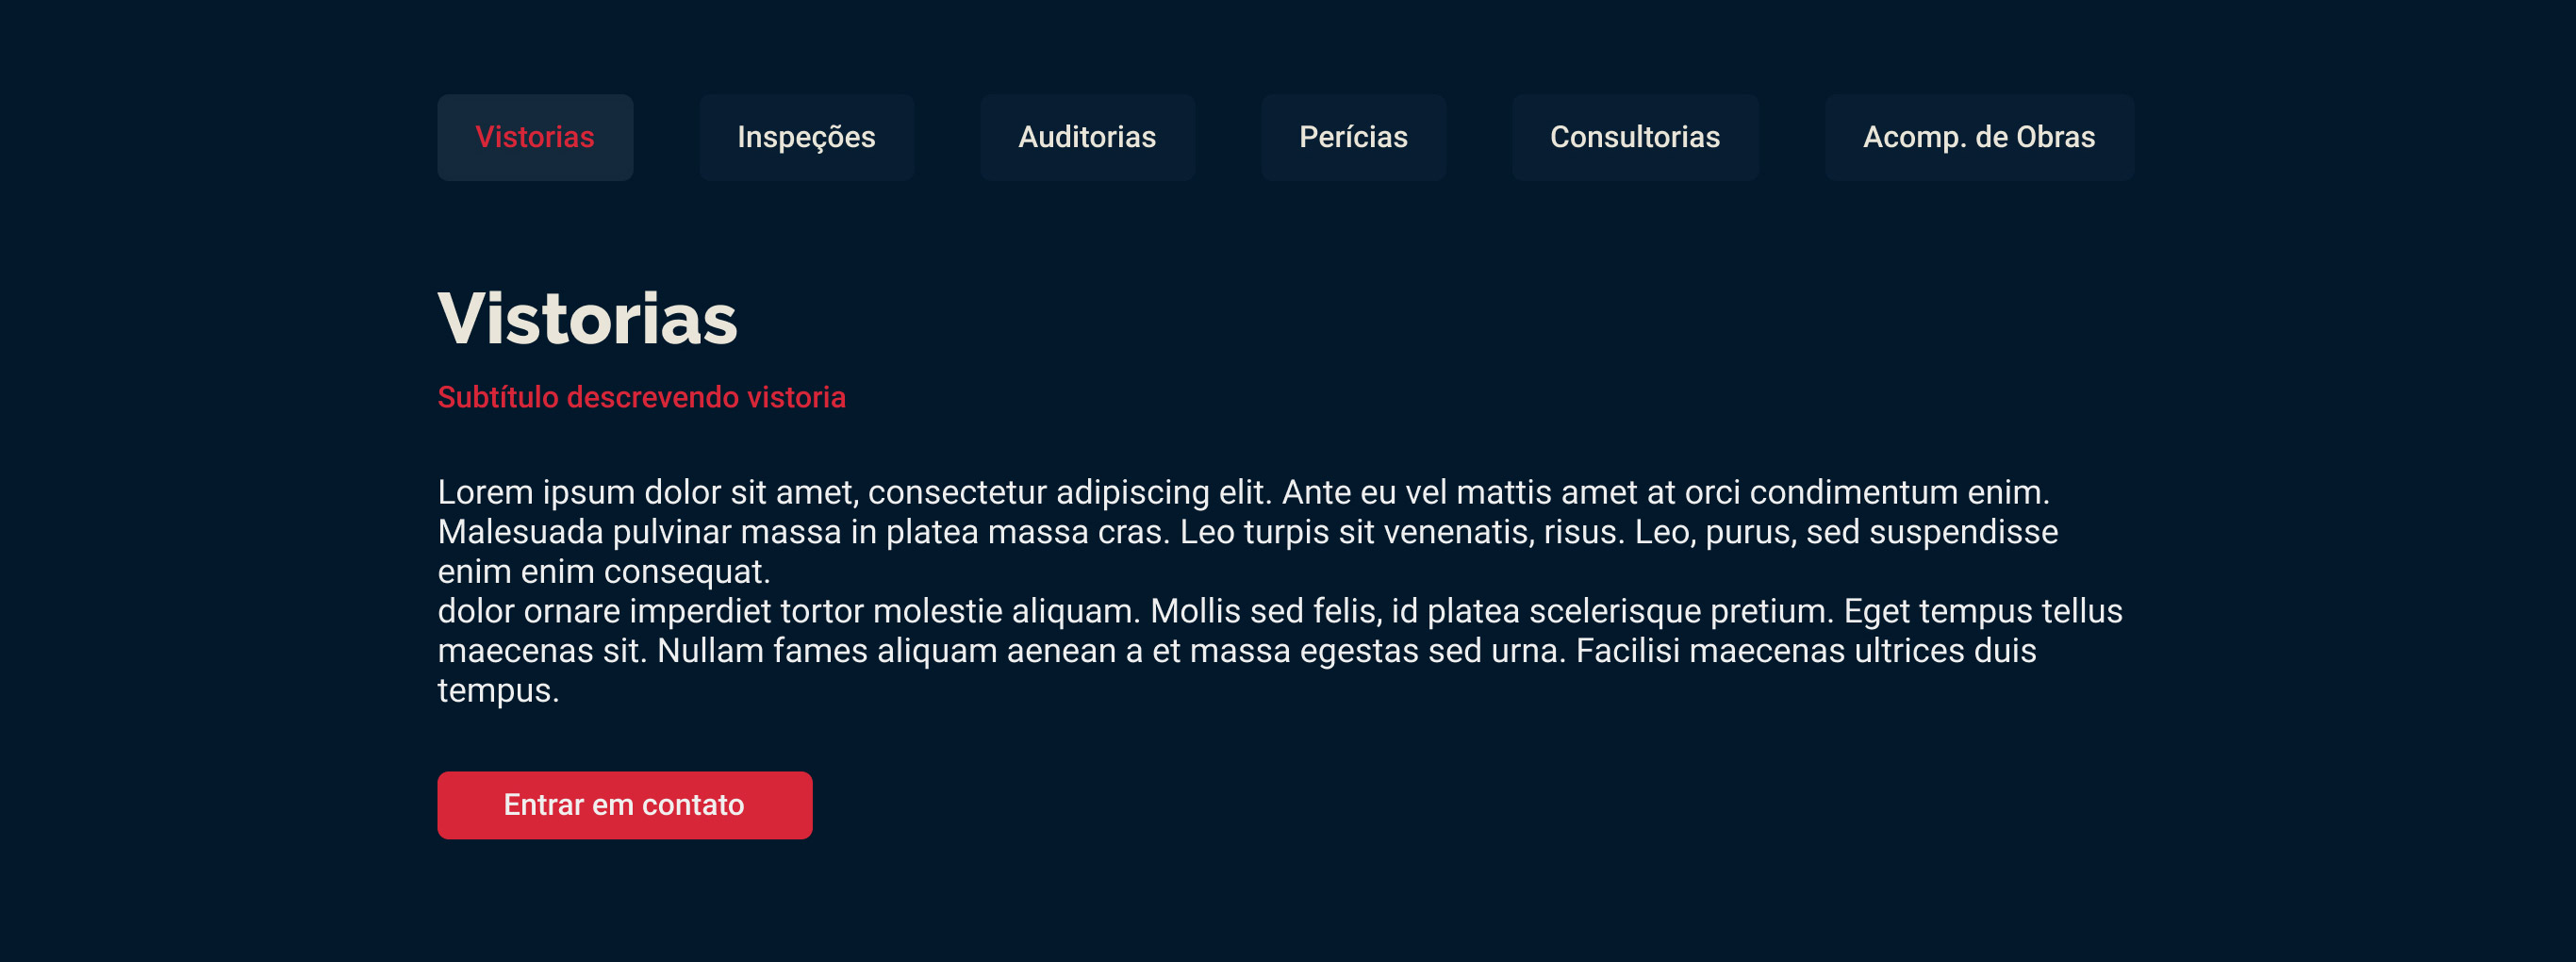 Vistorias
Inspeções
Auditorias
Perícias
Consultorias
Acomp. de Obras
Vistorias
Subtítulo descrevendo vistoria
Lorem ipsum dolor sit amet, consectetur adipiscing elit. Ante eu vel mattis amet at orci condimentum enim.
Malesuada pulvinar massa in platea massa cras. Leo turpis sit venenatis, risus. Leo, purus, sed suspendisse
enim enim consequat.
dolor ornare imperdiet tortor molestie aliquam. Mollis sed felis, id platea scelerisque pretium. Eget tempus tellus
maecenas sit. Nullam fames aliquam aenean a et massa egestas sed urna. Facilisi maecenas ultrices duis
tempus.
Entrar em contato